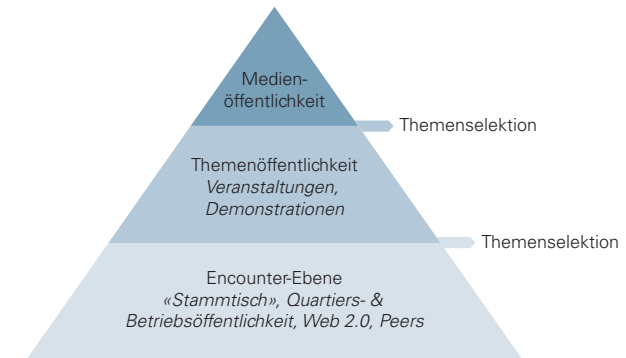 Medien-
öffentlichkeit
Themenselektion
Themenöffentlichkeit
Veranstaltungen,
Demonstrationen
Themenselektion
Encounter-Ebene
«Stammtisch», Quartiers- &
Betriebsöffentlichkeit, Web 2.0, Peers